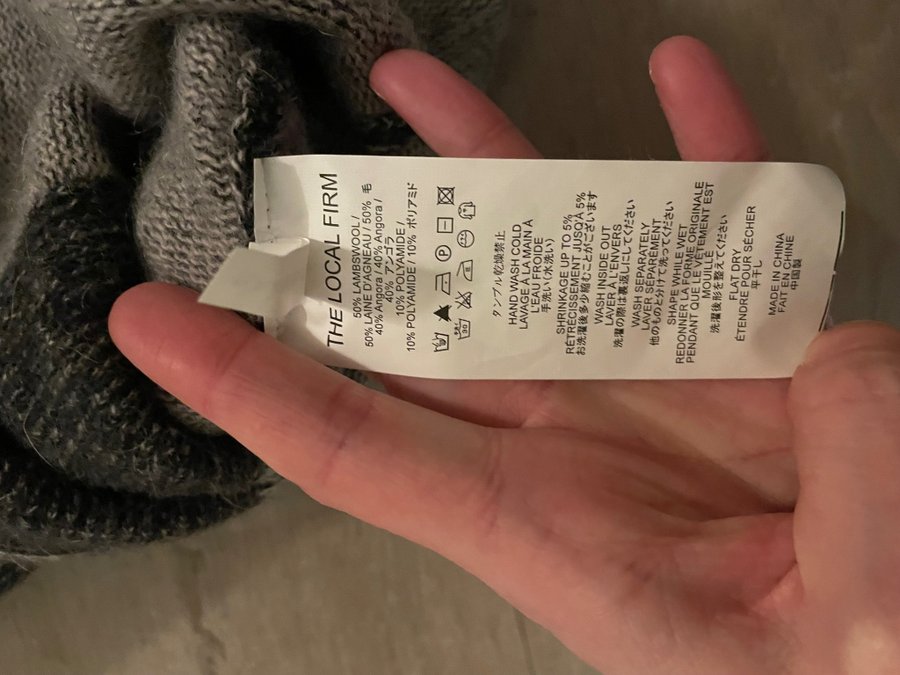 THE LOCAL FIRM
50% LAMBSWOOL /
50% LAINE D'AGNEAU / 50% 毛
40% Angora / 40% Angora /
40% アンゴラ
10% POLYAMIDE /
POLYAMIDE / 10% ポリアミド
10%
P
30
タンブル乾燥禁止
HAND WASH COLD
LAVAGE À LA MAIN A
L'EAU FROIDE
手洗い(水洗い)
SHRINKAGE UP TO 5%
RÉTRÉCISSEMENT JUSQ'À 5%
お洗濯後多少縮むことがございます
WASH INSIDE OUT
LAVER À L'ENVERS
洗濯の際は裏返しにしてください
WASH SEPARATELY
LAVER SÉPARÉMENT
他のものと分けて洗ってください
SHAPE WHILE WET
REDONNER LA FORME ORIGINALE
PENDANT QUE LE VÊTEMENT EST
MOUILLÉ
洗濯後形を整えてください
FLAT DRY
ÉTENDRE POUR SÉCHER
平干し
MADE IN CHINA
FAIT EN CHINE
中国製